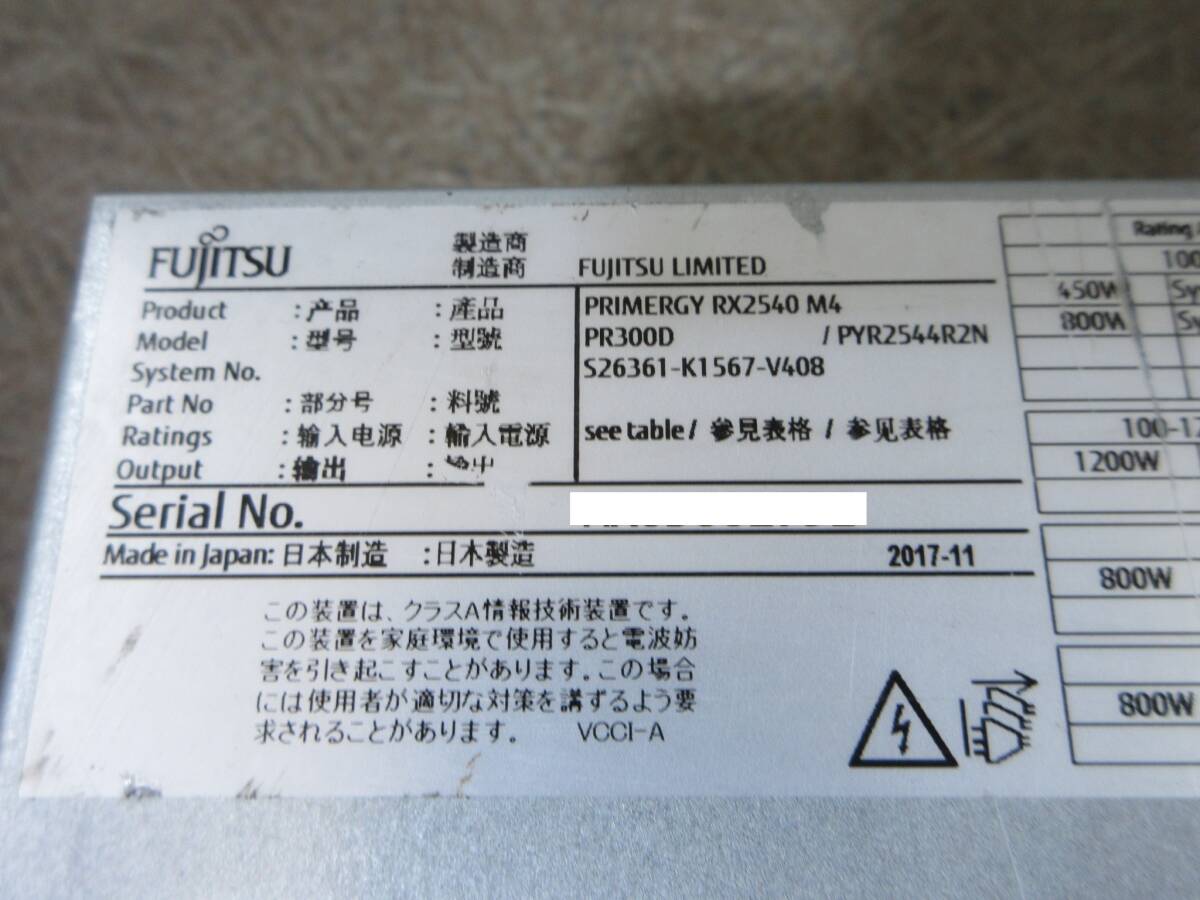 FUJITSU 製造商
制造商 FUJITSU LIMITED
Product :产品 :產品 PRIMERGY RX2540 M4
Model :型号 :型號 PR300D / PYR2544R2N
System No. S26361-K1567-V408
Part No :部分号 :料號
Ratings :输入电源 :輸入電源 see table / 參見表格 / 参见表格
Output :输出
Serial No.
Made in Japan: 日本制造 :日本製造 2017-11
この装置は、クラスA情報技術装置です。
この装置を家庭環境で使用すると電波妨
害を引き起こすことがあります。この場合
には使用者が適切な対策を講ずるよう要
求されることがあります。 VCCI-A
Rating
450W
800W
1200W
800W
800W